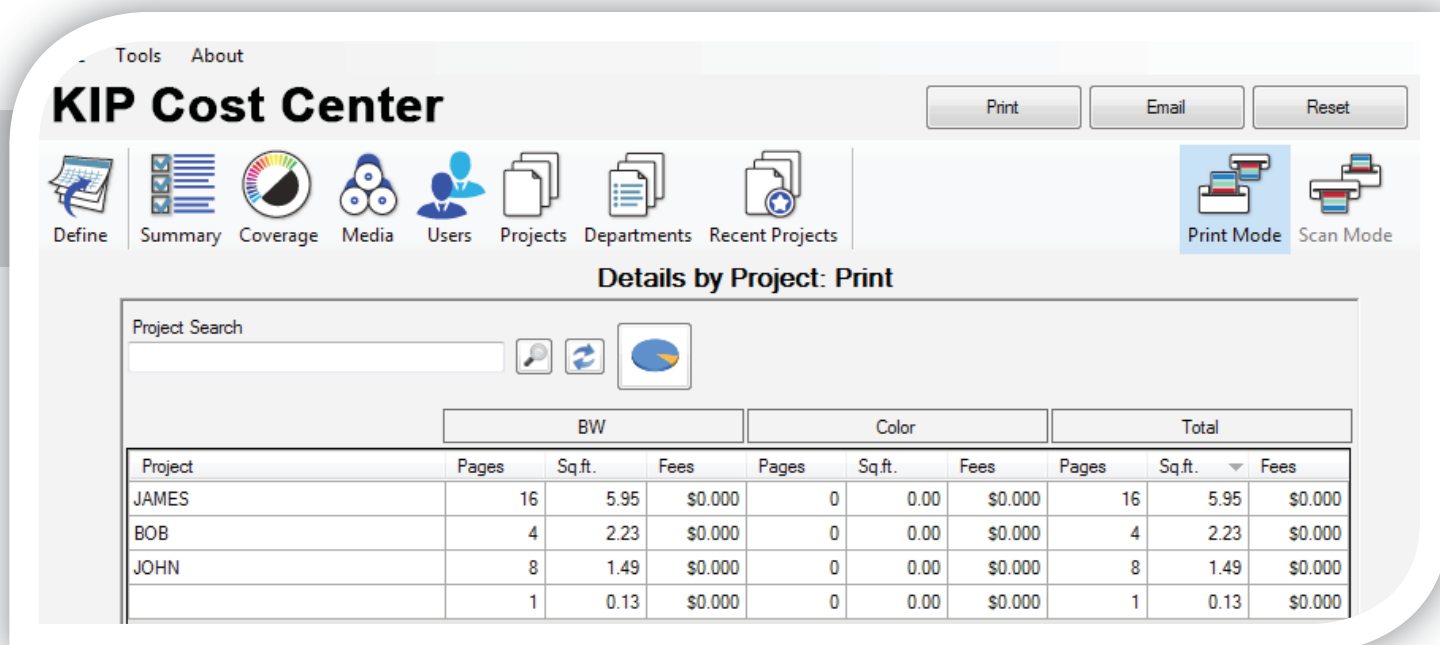 Tools About
KIP Cost Center
Print Email Reset
Define Summary Coverage Media Users Projects Departments Recent Projects Print Mode Scan Mode
Details by Project: Print
Project Search
BW Color Total
Project Pages Sq.ft. Fees Pages Sq.ft. Fees Pages Sq.ft. Fees
JAMES 16 5.95 $0.000 0 0.00 $0.000 16 5.95 $0.000
BOB 4 2.23 $0.000 0 0.00 $0.000 4 2.23 $0.000
JOHN 8 1.49 $0.000 0 0.00 $0.000 8 1.49 $0.000
1 0.13 $0.000 0 0.00 $0.000 1 0.13 $0.000